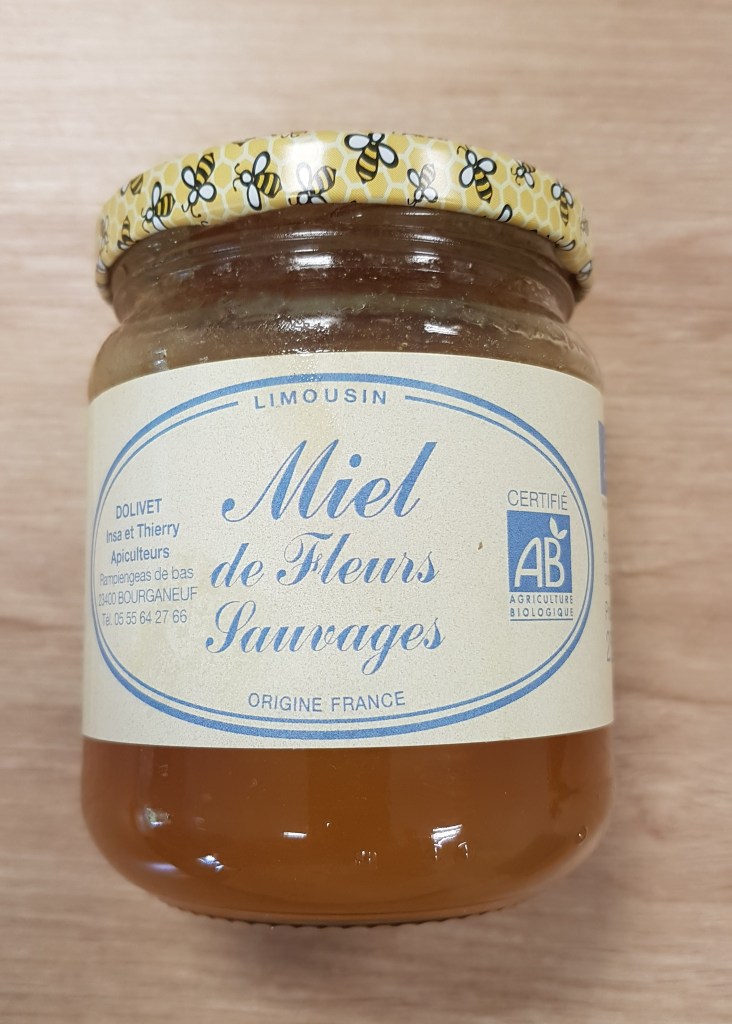 LIMOUSIN
Miel
de Fleurs
Sauvages
DOLIVET
Insa et Thierry
Apiculteurs
Rampiengeas de bas
23400 BOURGANEUF
Tél. 05 55 64 27 66
CERTIFIÉ
AB
AGRICULTURE
BIOLOGIQUE
ORIGINE FRANCE